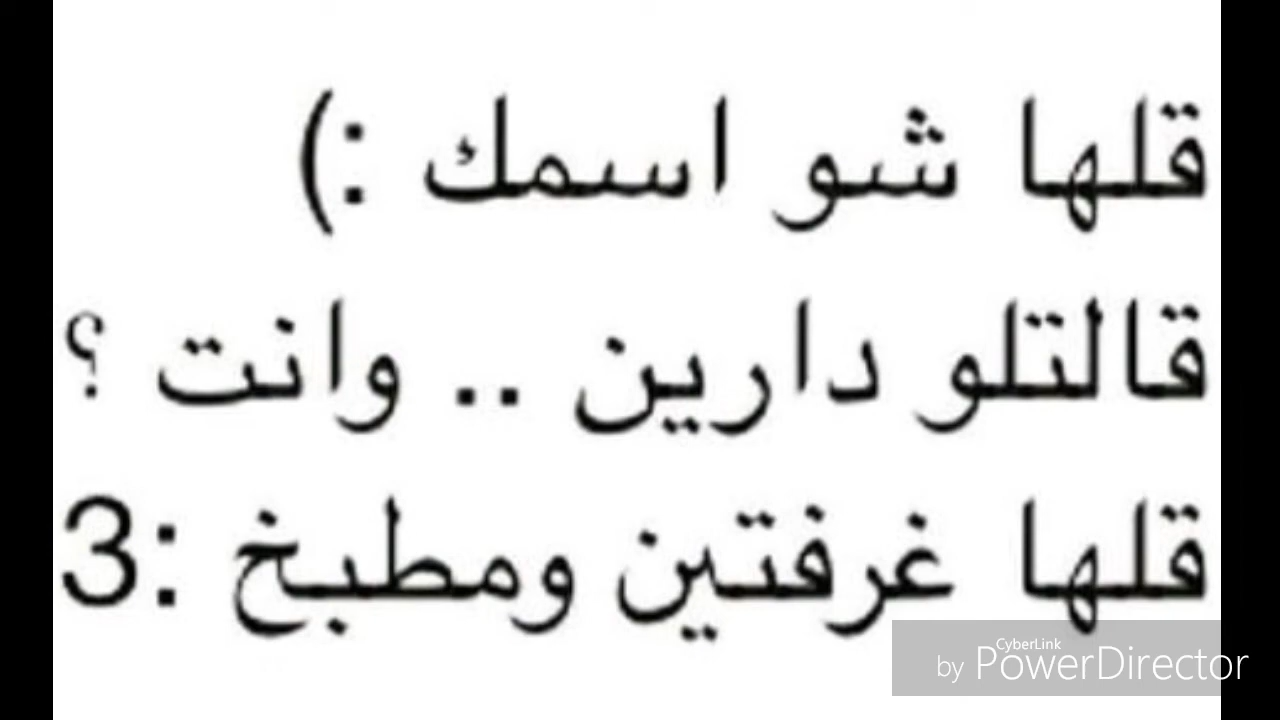 قلها شو اسمك :)
قالتلو دارين .. وانت ؟
قلها غرفتين ومطبخ :3
CyberLink
by PowerDirector